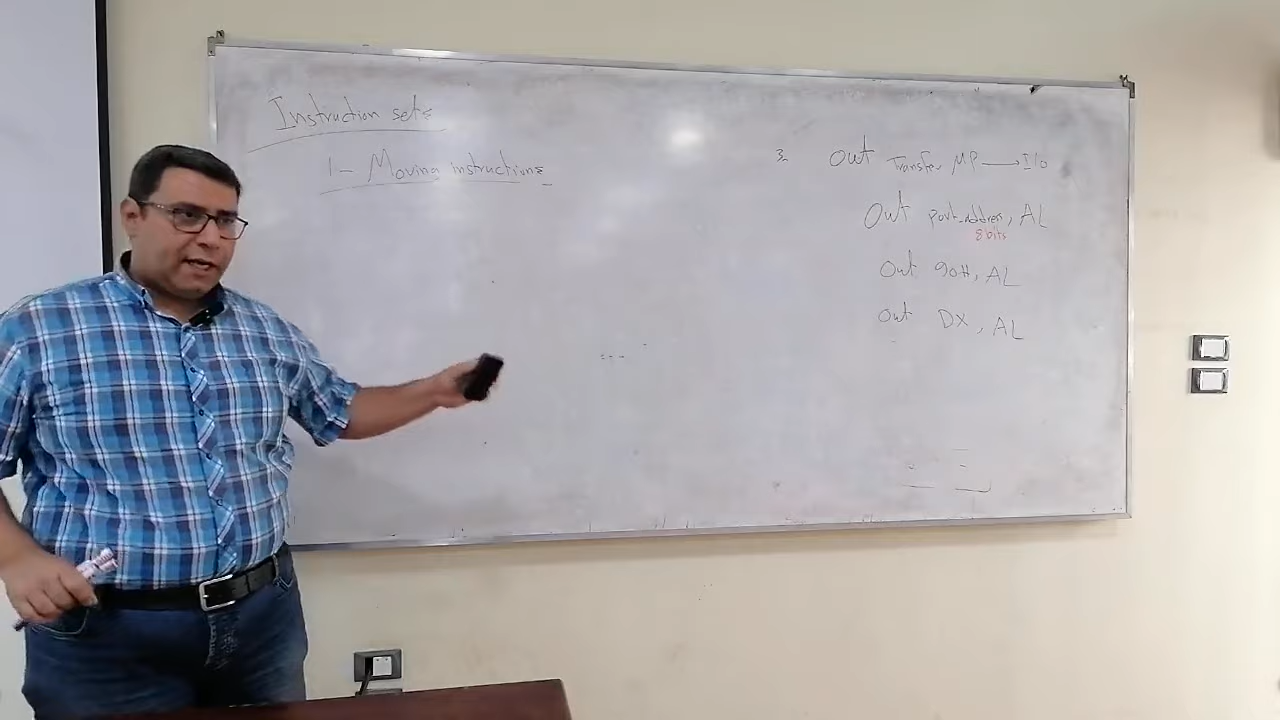 Instruction set:
1- Moving instructions
3. Out Transfer MP → I/O
Out port-address, AL
8 bits
Out 90H, AL
Out DX, AL